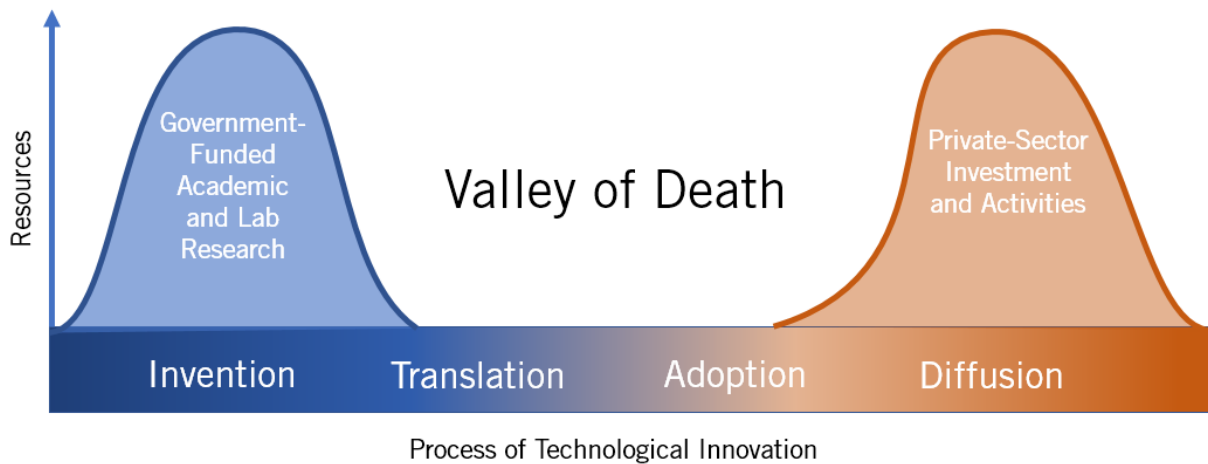 Resources
Government-
Funded
Academic
and Lab
Research
Valley of Death
Private-Sector
Investment
and Activities
Invention
Translation
Adoption
Diffusion
Process of Technological Innovation